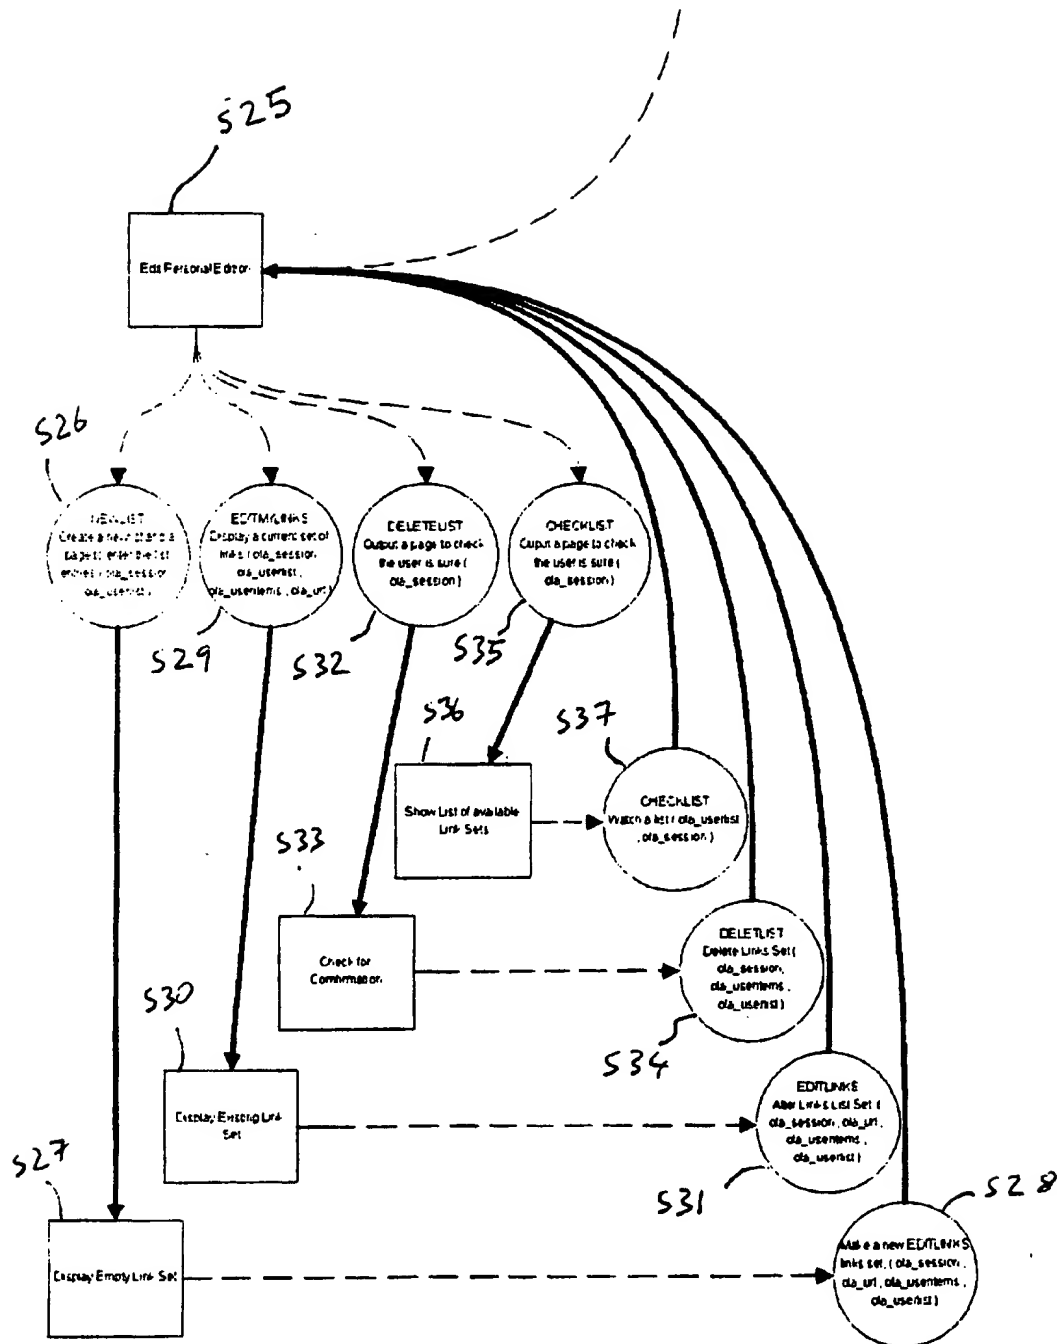 S25
Edit Personal Edition
S26
NEWLIST
Create a new list and a
page to enter the list
entries ( ola_session
ola_userlist )
EDITMYLINKS
Display a current set of
links ( ola_session
ola_userlist ,
ola_useritems , ola_url )
DELETELIST
Output a page to check
the user is sure (
ola_session )
CHECKLIST
Ouput a page to check
the user is sure (
ola_session )
S29
S32
S35
S36
S37
Show List of available
Link Sets
CHECKLIST
Watch a list ( ola_userlist
, ola_session )
S33
Check for
Comfirmation
DELETLIST
Delete Links Set (
ola_session,
ola_useritems ,
ola_userlist )
S34
S30
Display Existing Link
Set
EDITLINKS
Alter Links List Set (
ola_session , ola_url ,
ola_useritems ,
ola_userlist )
S31
S27
Display Empty Link Set
S28
Make a new EDITLINKS
links set, ( ola_session ,
ola_url , ola_useritems ,
ola_userlist )